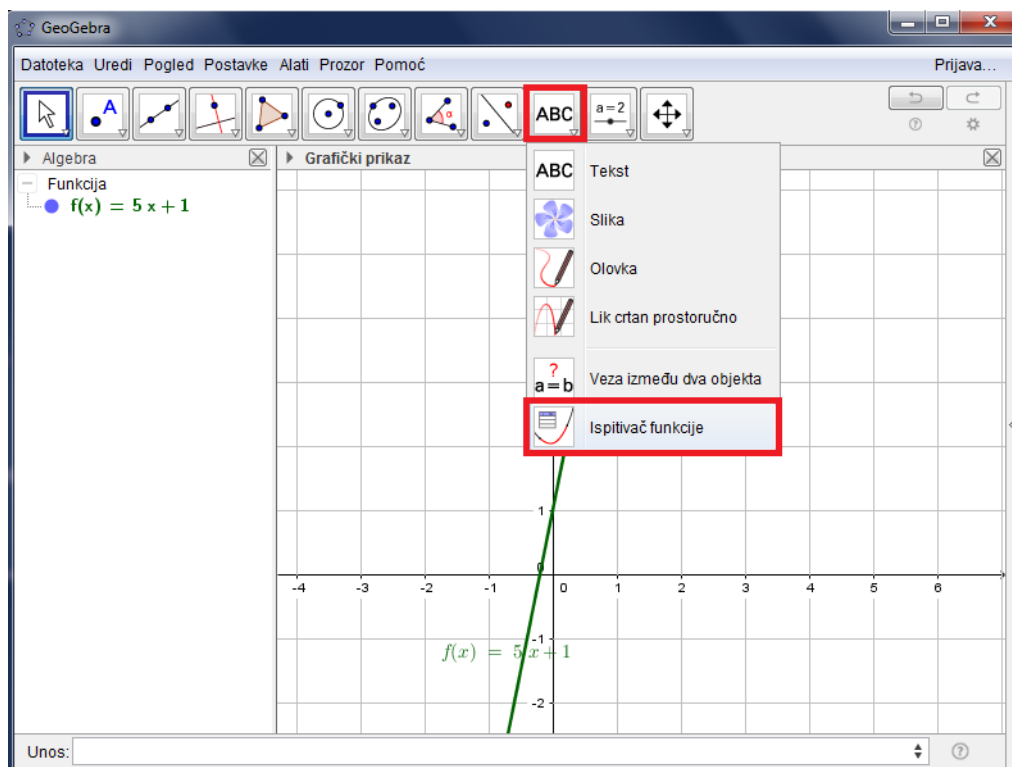 GeoGebra
Datoteka Uredi Pogled Postavke Alati Prozor Pomoć Prijava...
A α ABC a=2
Algebra Grafički prikaz
Funkcija
f(x) = 5 x + 1
ABC Tekst
Slika
Olovka
Lik crtan prostoručno
? a=b Veza između dva objekta
Ispitivač funkcije
1
0
-4 -3 -2 -1 0 1 2 3 4 5 6
-1
f(x) = 5 x + 1
-2
Unos: